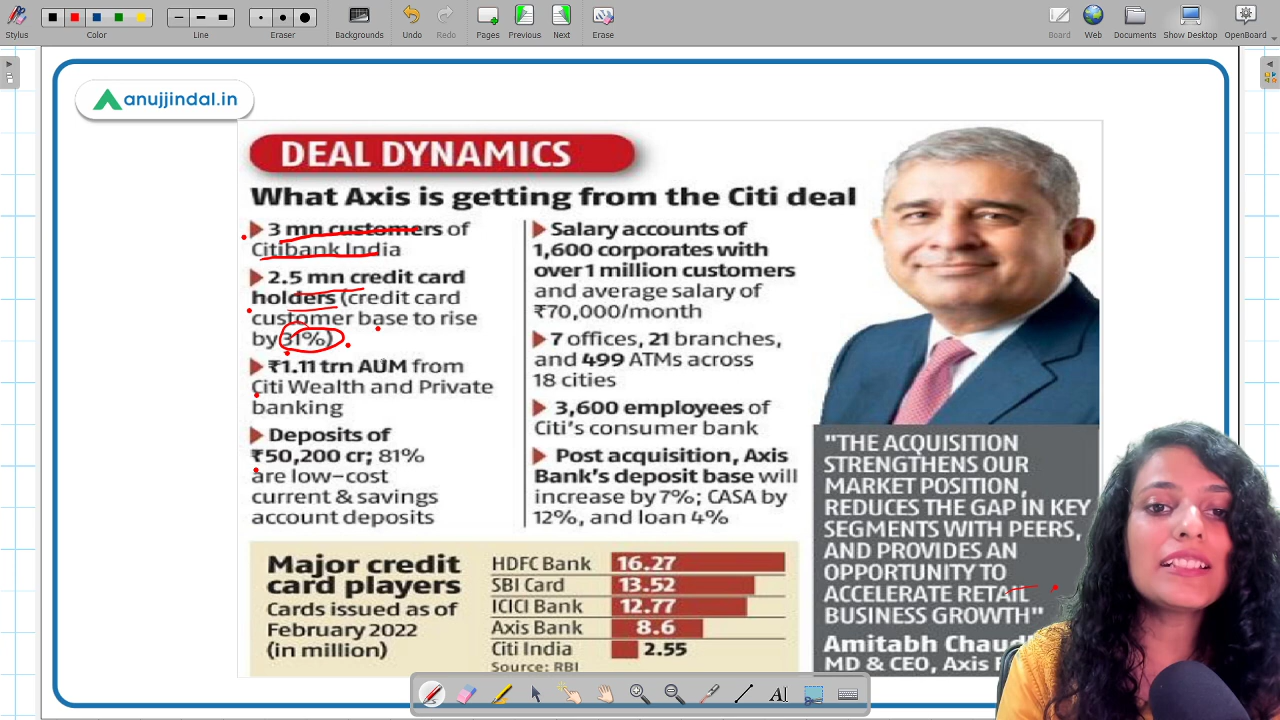 Stylus
Color
Line
Eraser
Backgrounds
Undo
Redo
Pages
Previous
Next
Erase
Board
Web
Documents
Show Desktop
OpenBoard
anujjindal.in
DEAL DYNAMICS
What Axis is getting from the Citi deal
3 mn customers of
Citibank India
2.5 mn credit card
holders (credit card
customer base to rise
by 31%)
₹1.11 trn AUM from
Citi Wealth and Private
banking
Deposits of
₹50,200 cr; 81%
are low-cost
current & savings
account deposits
Salary accounts of
1,600 corporates with
over 1 million customers
and average salary of
₹70,000/month
7 offices, 21 branches,
and 499 ATMs across
18 cities
3,600 employees of
Citi's consumer bank
Post acquisition, Axis
Bank's deposit base will
increase by 7%; CASA by
12%, and loan 4%
Major credit
card players
Cards issued as of
February 2022
(in million)
HDFC Bank 16.27
SBI Card 13.52
ICICI Bank 12.77
Axis Bank 8.6
Citi India 2.55
Source: RBI
"THE ACQUISITION
STRENGTHENS OUR
MARKET POSITION,
REDUCES THE GAP IN KEY
SEGMENTS WITH PEERS,
AND PROVIDES AN
OPPORTUNITY TO
ACCELERATE RETAIL
BUSINESS GROWTH"
Amitabh
MD & CEO, Axis